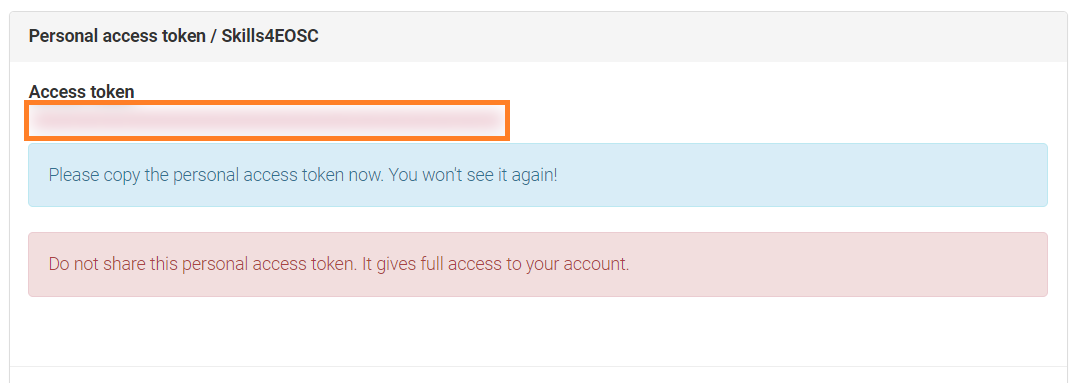 Personal access token / Skills4EOSC
Access token
Please copy the personal access token now. You won't see it again!
Do not share this personal access token. It gives full access to your account.